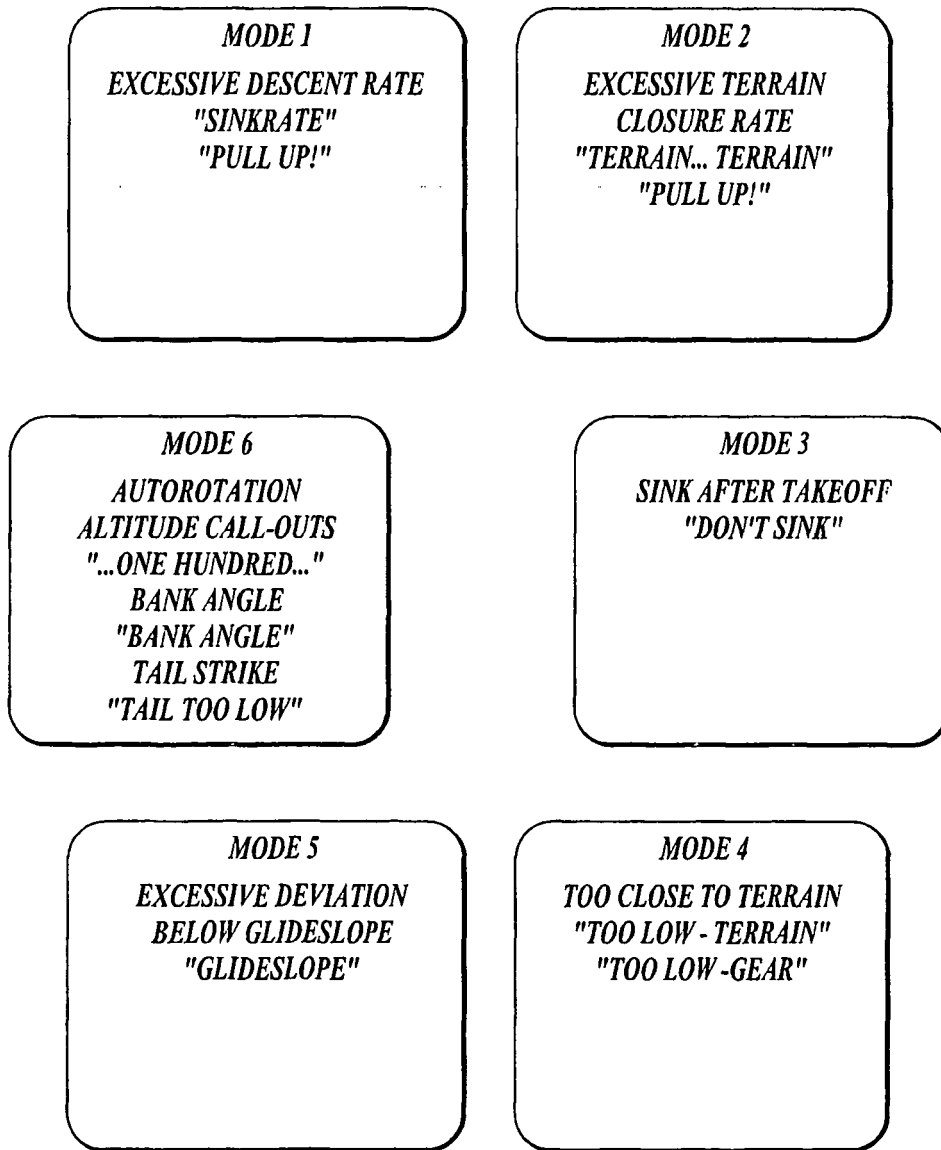 MODE 1
EXCESSIVE DESCENT RATE
"SINKRATE"
"PULL UP!"
MODE 2
EXCESSIVE TERRAIN
CLOSURE RATE
"TERRAIN... TERRAIN"
"PULL UP!"
MODE 6
AUTOROTATION
ALTITUDE CALL-OUTS
"...ONE HUNDRED..."
BANK ANGLE
"BANK ANGLE"
TAIL STRIKE
"TAIL TOO LOW"
MODE 3
SINK AFTER TAKEOFF
"DON'T SINK"
MODE 5
EXCESSIVE DEVIATION
BELOW GLIDESLOPE
"GLIDESLOPE"
MODE 4
TOO CLOSE TO TERRAIN
"TOO LOW - TERRAIN"
"TOO LOW -GEAR"